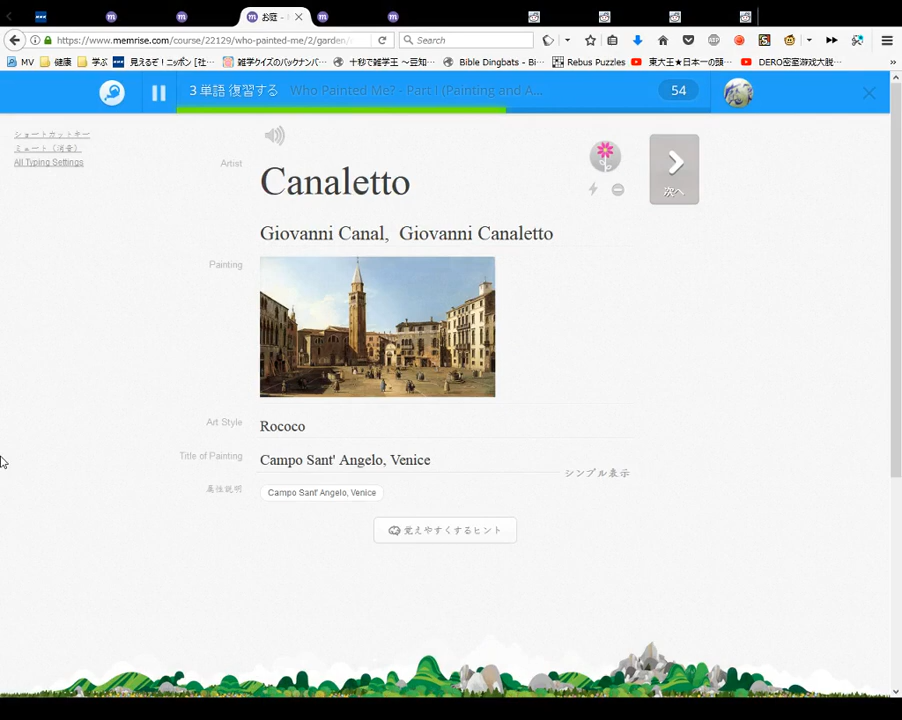 お庭 -
https://www.memrise.com/course/22129/who-painted-me/2/garden/
Search
MV
健康
学ぶ
見えるぞ！ニッポン [社…
雑学クイズのバックナンバ…
十秒で雑学王 ～豆知…
Bible Dingbats - Bi…
Rebus Puzzles
東大王★日本一の頭…
DERO密室游戏大脱…
3 単語 復習する
Who Painted Me? - Part I (Painting and A...
54
ショートカットキー
ミュート（消音）
All Typing Settings
Artist
Canaletto
次へ
Giovanni Canal, Giovanni Canaletto
Painting
Art Style
Rococo
Title of Painting
Campo Sant' Angelo, Venice
シンプル表示
属性説明
Campo Sant' Angelo, Venice
覚えやすくするヒント